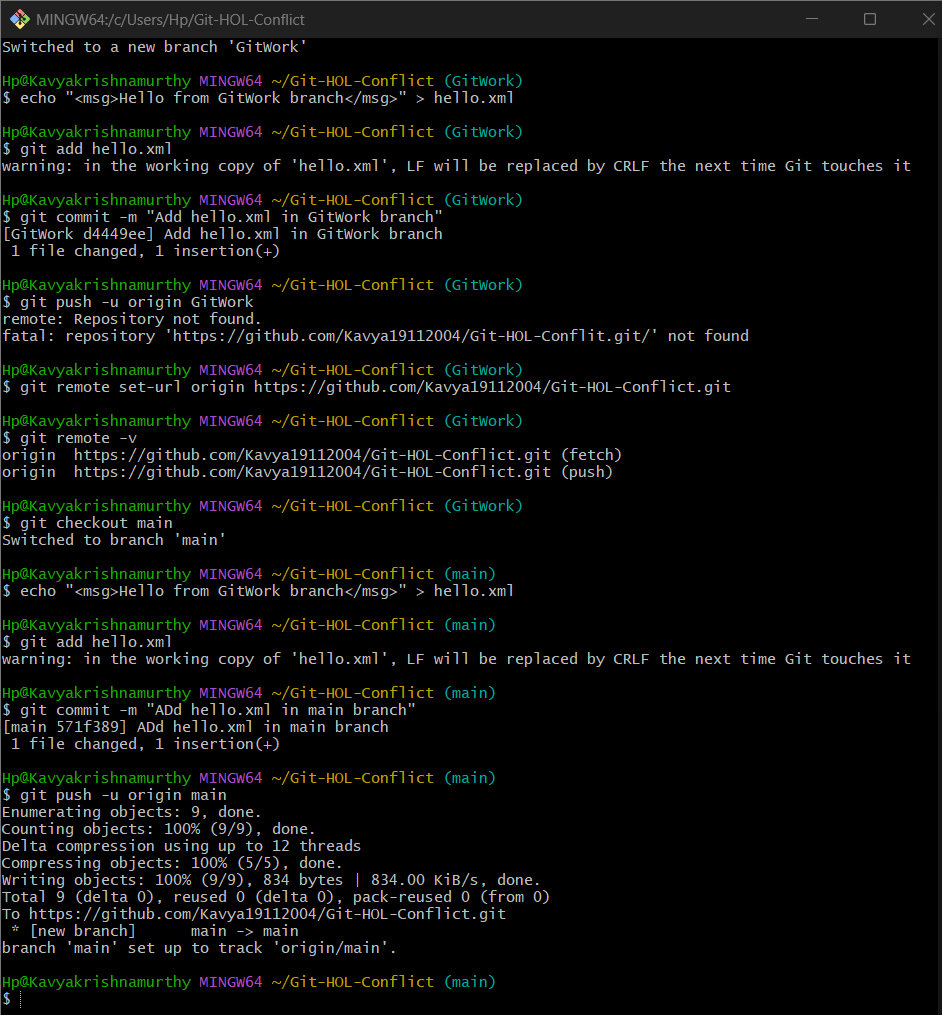 MINGW64:/c/Users/Hp/Git-HOL-Conflict
Switched to a new branch 'GitWork'
Hp@Kavyakrishnamurthy MINGW64 ~/Git-HOL-Conflict (GitWork)
$ echo "<msg>Hello from GitWork branch</msg>" > hello.xml
Hp@Kavyakrishnamurthy MINGW64 ~/Git-HOL-Conflict (GitWork)
$ git add hello.xml
warning: in the working copy of 'hello.xml', LF will be replaced by CRLF the next time Git touches it
Hp@Kavyakrishnamurthy MINGW64 ~/Git-HOL-Conflict (GitWork)
$ git commit -m "Add hello.xml in GitWork branch"
[GitWork d4449ee] Add hello.xml in GitWork branch
 1 file changed, 1 insertion(+)
Hp@Kavyakrishnamurthy MINGW64 ~/Git-HOL-Conflict (GitWork)
$ git push -u origin GitWork
remote: Repository not found.
fatal: repository 'https://github.com/Kavya19112004/Git-HOL-Conflit.git/' not found
Hp@Kavyakrishnamurthy MINGW64 ~/Git-HOL-Conflict (GitWork)
$ git remote set-url origin https://github.com/Kavya19112004/Git-HOL-Conflict.git
Hp@Kavyakrishnamurthy MINGW64 ~/Git-HOL-Conflict (GitWork)
$ git remote -v
origin  https://github.com/Kavya19112004/Git-HOL-Conflict.git (fetch)
origin  https://github.com/Kavya19112004/Git-HOL-Conflict.git (push)
Hp@Kavyakrishnamurthy MINGW64 ~/Git-HOL-Conflict (GitWork)
$ git checkout main
Switched to branch 'main'
Hp@Kavyakrishnamurthy MINGW64 ~/Git-HOL-Conflict (main)
$ echo "<msg>Hello from GitWork branch</msg>" > hello.xml
Hp@Kavyakrishnamurthy MINGW64 ~/Git-HOL-Conflict (main)
$ git add hello.xml
warning: in the working copy of 'hello.xml', LF will be replaced by CRLF the next time Git touches it
Hp@Kavyakrishnamurthy MINGW64 ~/Git-HOL-Conflict (main)
$ git commit -m "ADd hello.xml in main branch"
[main 571f389] ADd hello.xml in main branch
 1 file changed, 1 insertion(+)
Hp@Kavyakrishnamurthy MINGW64 ~/Git-HOL-Conflict (main)
$ git push -u origin main
Enumerating objects: 9, done.
Counting objects: 100% (9/9), done.
Delta compression using up to 12 threads
Compressing objects: 100% (5/5), done.
Writing objects: 100% (9/9), 834 bytes | 834.00 KiB/s, done.
Total 9 (delta 0), reused 0 (delta 0), pack-reused 0 (from 0)
To https://github.com/Kavya19112004/Git-HOL-Conflict.git
 * [new branch]      main -> main
branch 'main' set up to track 'origin/main'.
Hp@Kavyakrishnamurthy MINGW64 ~/Git-HOL-Conflict (main)
$